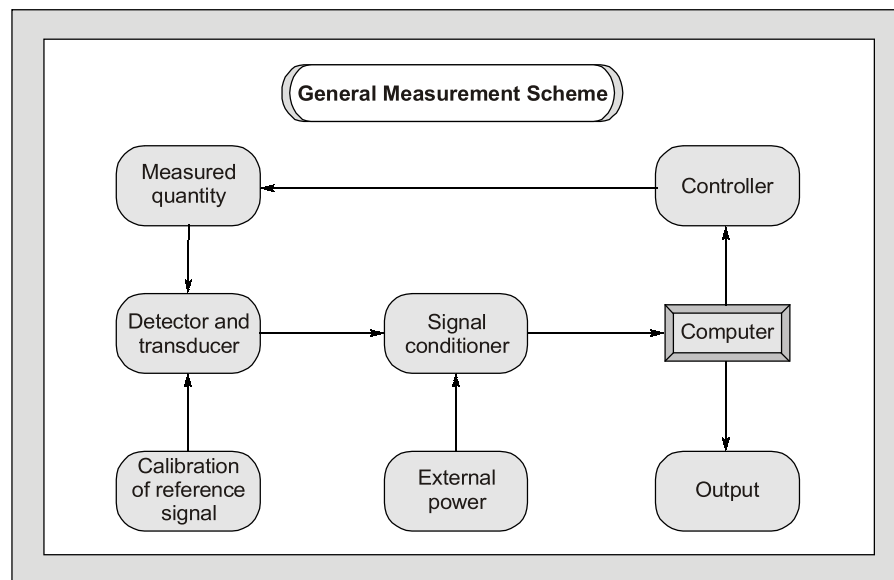 General Measurement Scheme
Measured
quantity
Controller
Detector and
transducer
Signal
conditioner
Computer
Calibration
of reference
signal
External
power
Output